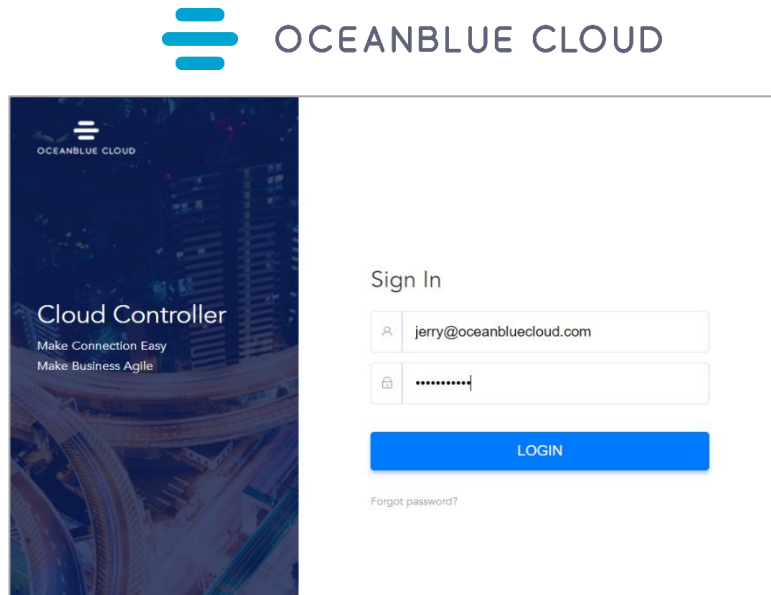 OCEANBLUE CLOUD
OCEANBLUE CLOUD
Cloud Controller
Make Connection Easy
Make Business Agile
Sign In
jerry@oceanbluecloud.com
•••••••••••
LOGIN
Forgot password?